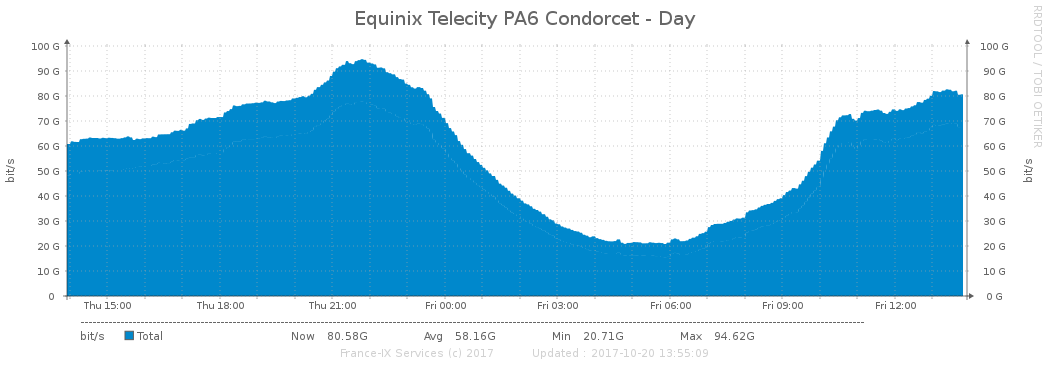 Equinix Telecity PA6 Condorcet - Day
RRDTOOL / TOBI OETIKER
100 G 100 G
90 G 90 G
80 G 80 G
70 G 70 G
60 G 60 G
50 G 50 G
40 G 40 G
30 G 30 G
20 G 20 G
10 G 10 G
0 0 G
bit/s bit/s
Thu 15:00 Thu 18:00 Thu 21:00 Fri 00:00 Fri 03:00 Fri 06:00 Fri 09:00 Fri 12:00
bit/s Total Now 80.58G Avg 58.16G Min 20.71G Max 94.62G
France-IX Services (c) 2017 Updated : 2017-10-20 13:55:09